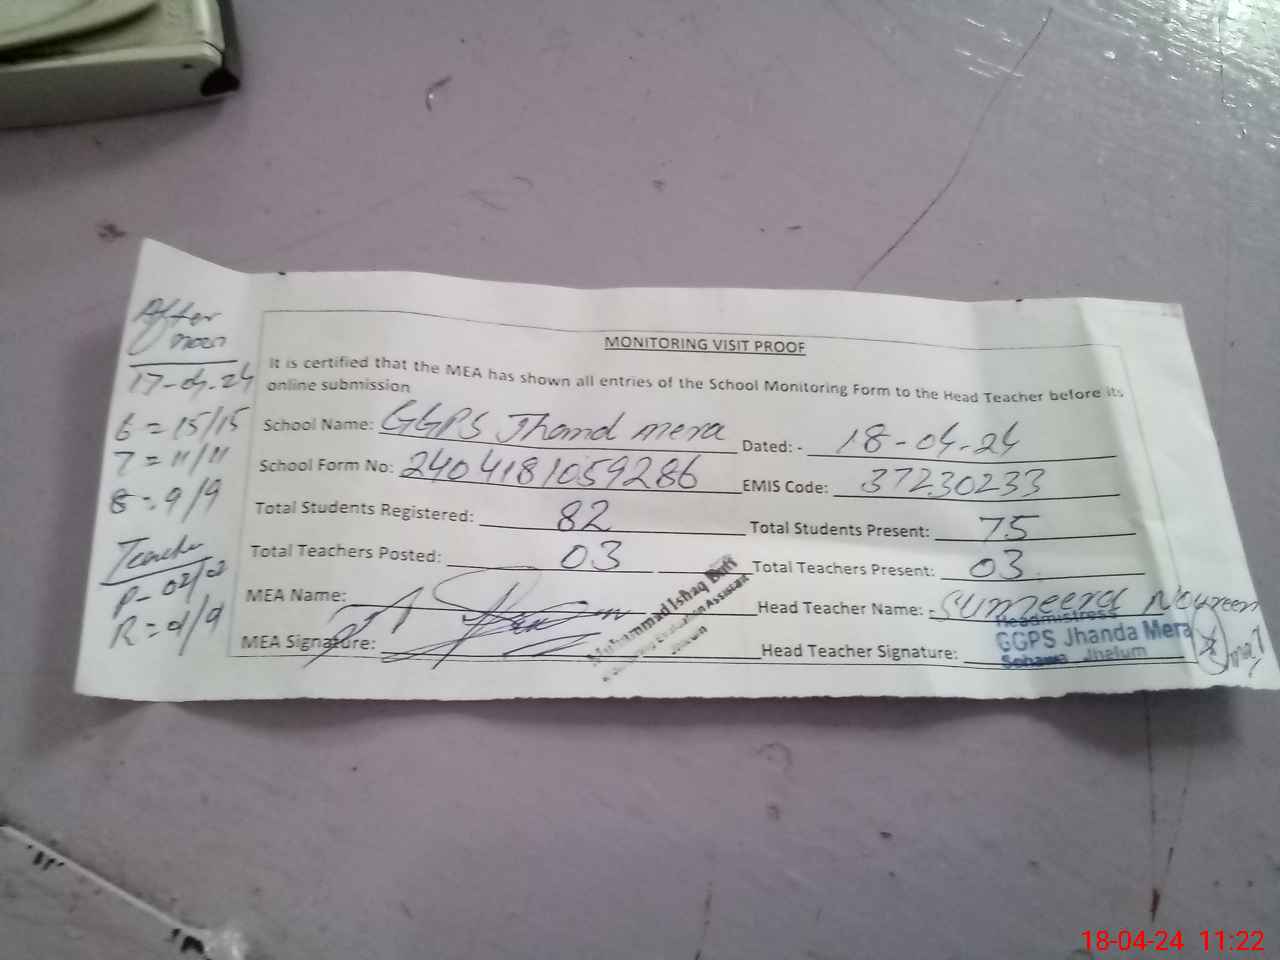 After
noon
17-04-24
6 = 15/15
7 = 11/11
8 = 9/9
Teache
P- 02/02
MONITORING VISIT PROOF
It is certified that the MEA has shown all entries of the School Monitoring Form to the Head Teacher before its
online submission
School Name: GGPS Jhand mera Dated: - 18-04-24
School Form No: 2404181059286 EMIS Code: 37230233
Total Students Registered: 82 Total Students Present: 75
Total Teachers Posted: 03 Total Teachers Present: 03
MEA Name: Head Teacher Name: - Sumeera Noureen
MEA Signature: Head Teacher Signature:
Muhammad Ishaq Butt
Headmistress
GGPS Jhanda Mera
Sohawa Jhelum
18-04-24 11:22